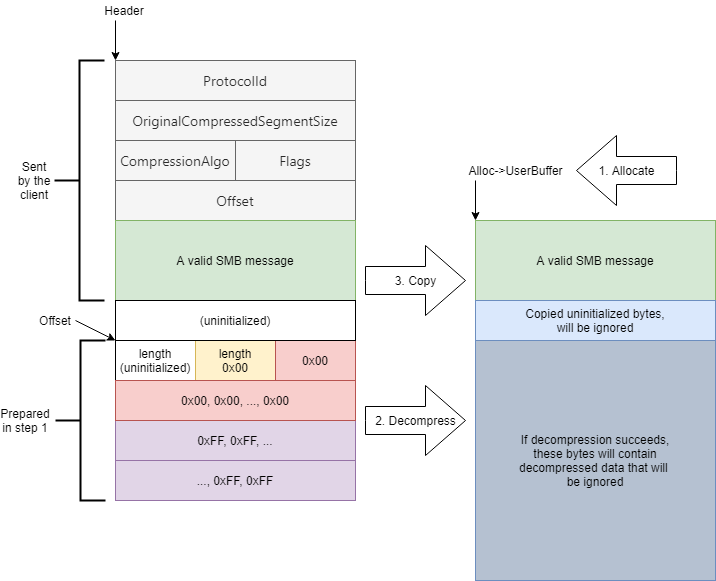 Header
ProtocolId
OriginalCompressedSegmentSize
CompressionAlgo
Flags
Offset
Sent
by the
client
A valid SMB message
Offset
(uninitialized)
length
(uninitialized)
length
0x00
0x00
0x00, 0x00, ..., 0x00
0xFF, 0xFF, ...
..., 0xFF, 0xFF
Prepared
in step 1
3. Copy
2. Decompress
1. Allocate
Alloc->UserBuffer
A valid SMB message
Copied uninitialized bytes,
will be ignored
If decompression succeeds,
these bytes will contain
decompressed data that will
be ignored